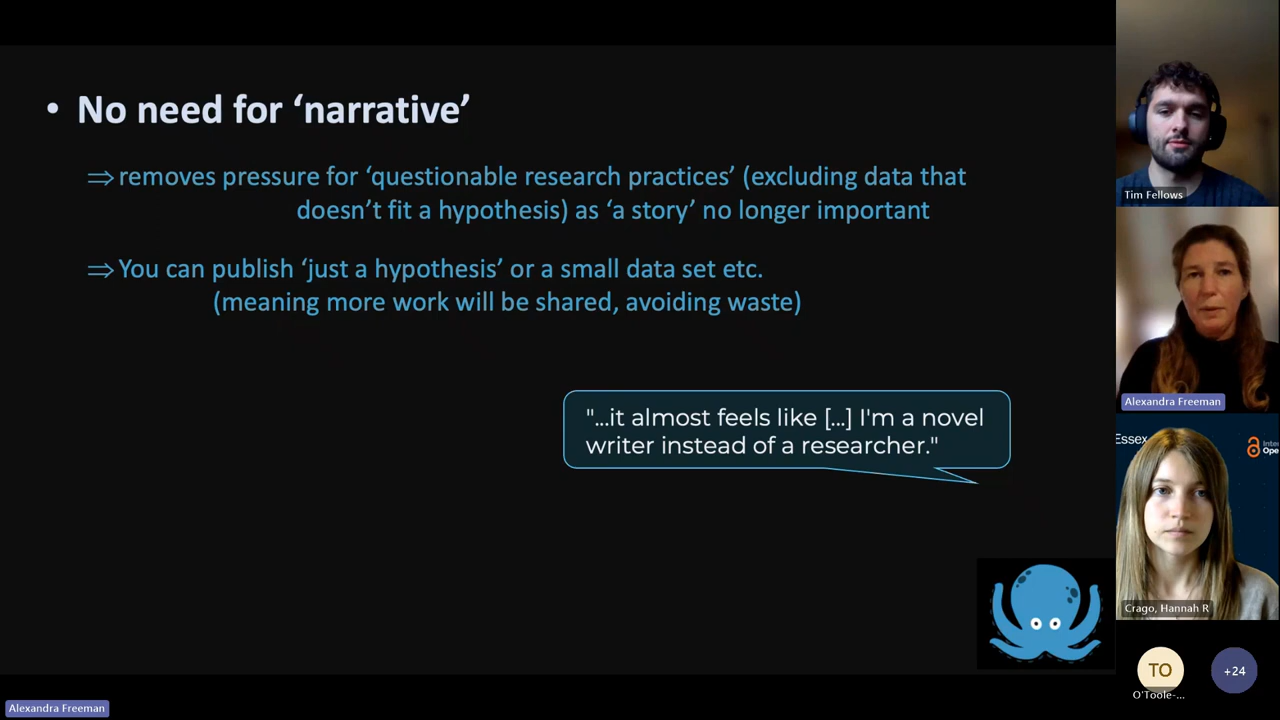 • No need for ‘narrative’
⇒ removes pressure for ‘questionable research practices’ (excluding data that
doesn’t fit a hypothesis) as ‘a story’ no longer important
⇒ You can publish ‘just a hypothesis’ or a small data set etc.
(meaning more work will be shared, avoiding waste)
"...it almost feels like [...] I'm a novel
writer instead of a researcher."
Alexandra Freeman
Tim Fellows
Alexandra Freeman
Essex
Inte
Ope
Crago, Hannah R
TO
O'Toole-...
+24